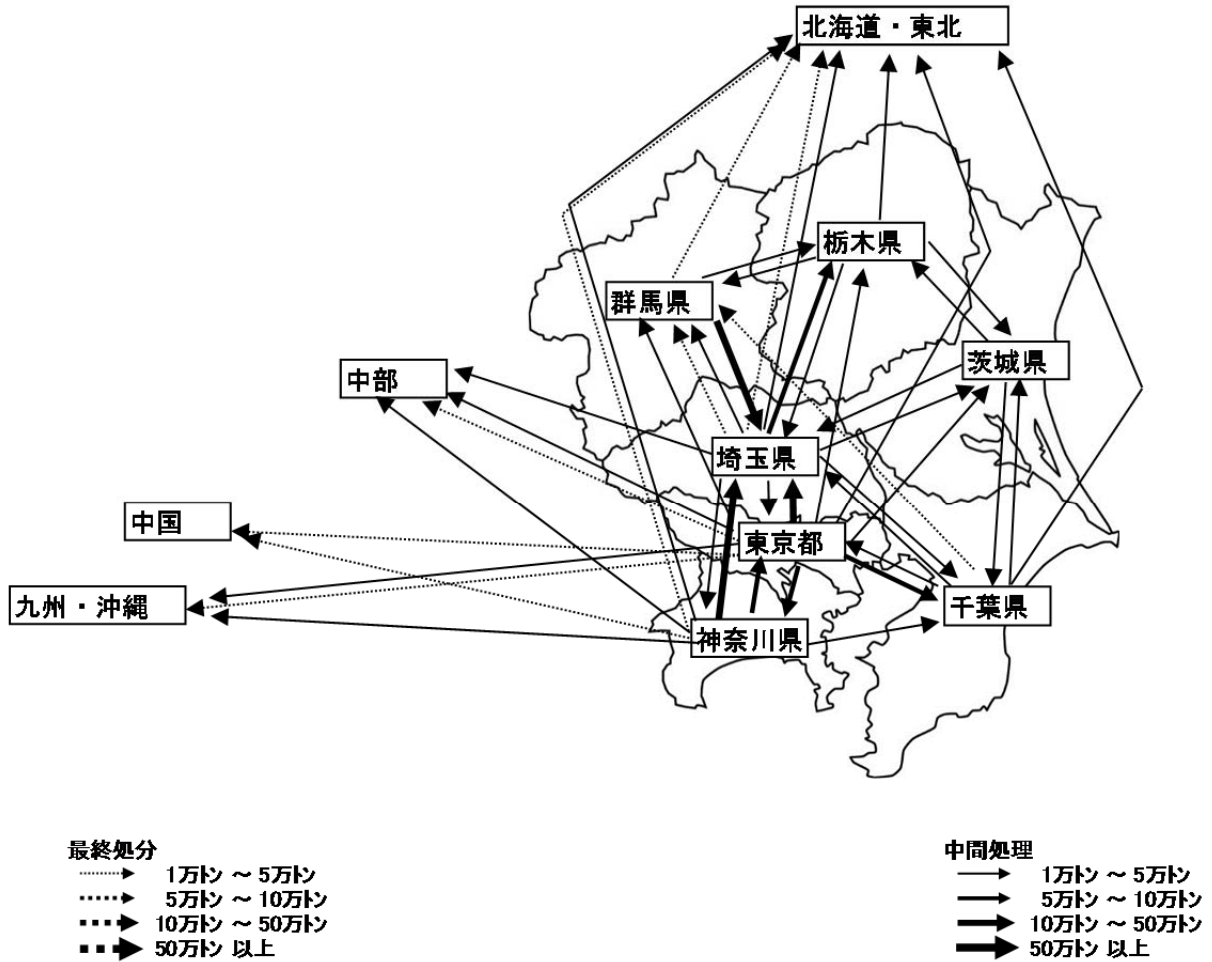 北海道・東北
栃木県
群馬県
茨城県
中部
埼玉県
中国
東京都
九州・沖縄
千葉県
神奈川県
最終処分
1万トン ～ 5万トン
5万トン ～ 10万トン
10万トン ～ 50万トン
50万トン 以上
中間処理
1万トン ～ 5万トン
5万トン ～ 10万トン
10万トン ～ 50万トン
50万トン 以上